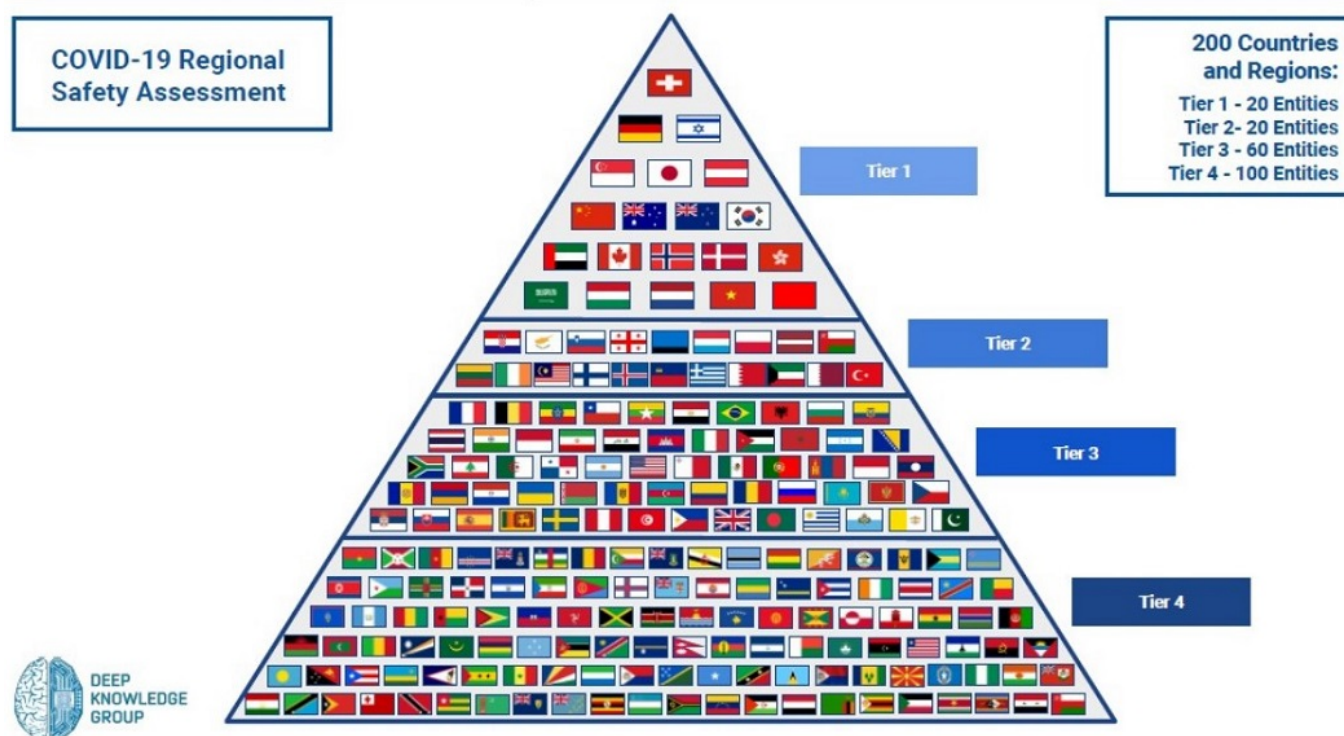 COVID-19 Regional
Safety Assessment
200 Countries
and Regions:
Tier 1 - 20 Entities
Tier 2- 20 Entities
Tier 3 - 60 Entities
Tier 4 - 100 Entities
Tier 1
Tier 2
Tier 3
Tier 4
DEEP
KNOWLEDGE
GROUP